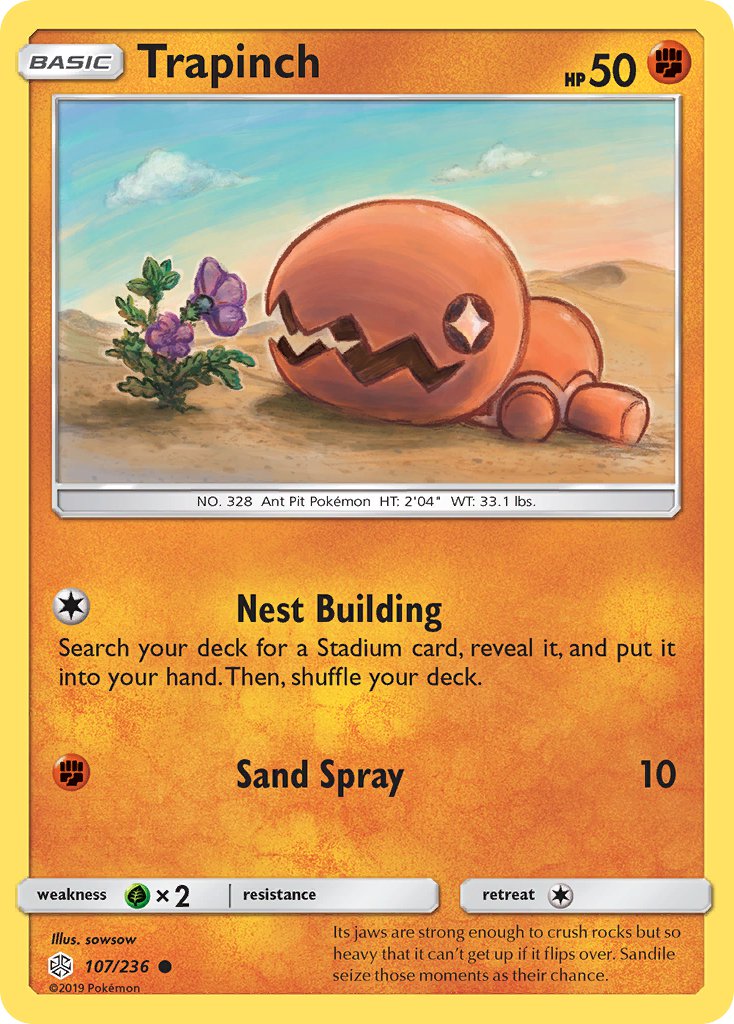 BASIC
Trapinch
HP 50
NO. 328 Ant Pit Pokémon HT: 2'04" WT: 33.1 lbs.
Nest Building
Search your deck for a Stadium card, reveal it, and put it
into your hand. Then, shuffle your deck.
Sand Spray 10
weakness × 2 resistance retreat
Illus. sowsow
107/236
©2019 Pokémon
Its jaws are strong enough to crush rocks but so
heavy that it can't get up if it flips over. Sandile
seize those moments as their chance.